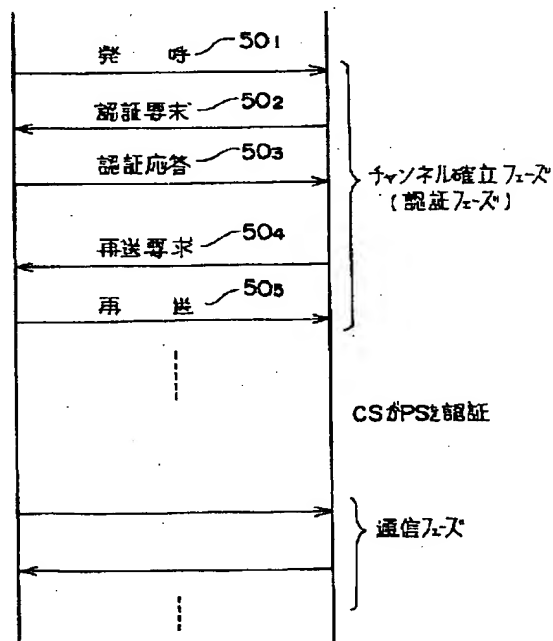 発呼 501
認証要求 502
認証応答 503
再送要求 504
再送 505
チャンネル確立フェーズ
(認証フェーズ)
CSがPSを認証
通信フェーズ